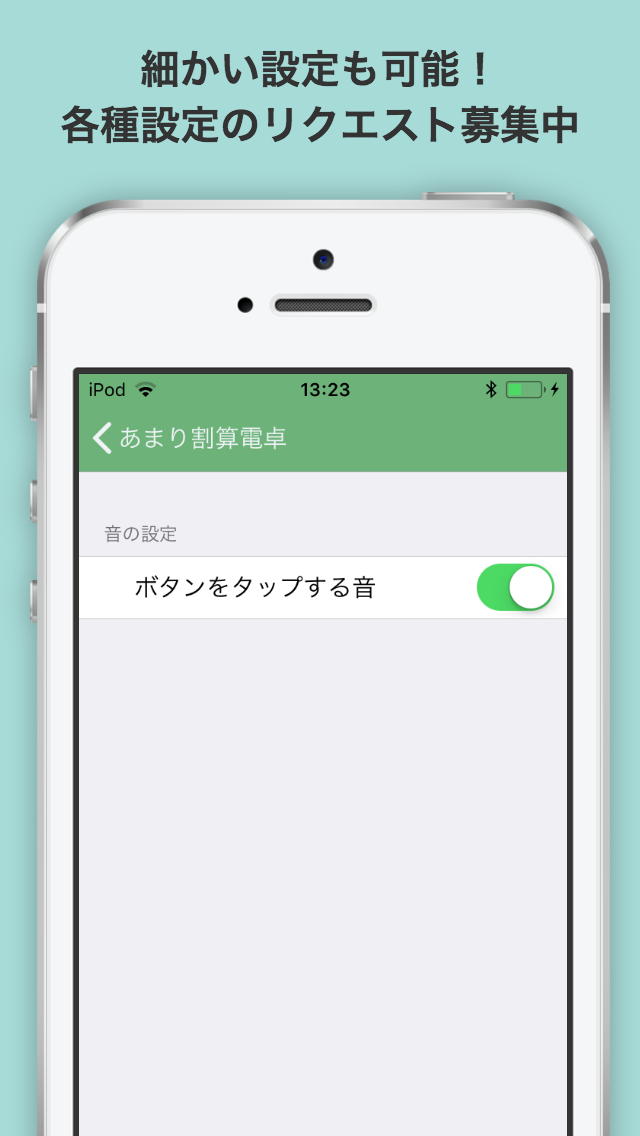 細かい設定も可能！
各種設定のリクエスト募集中
iPod 13:23
あまり割算電卓
音の設定
ボタンをタップする音